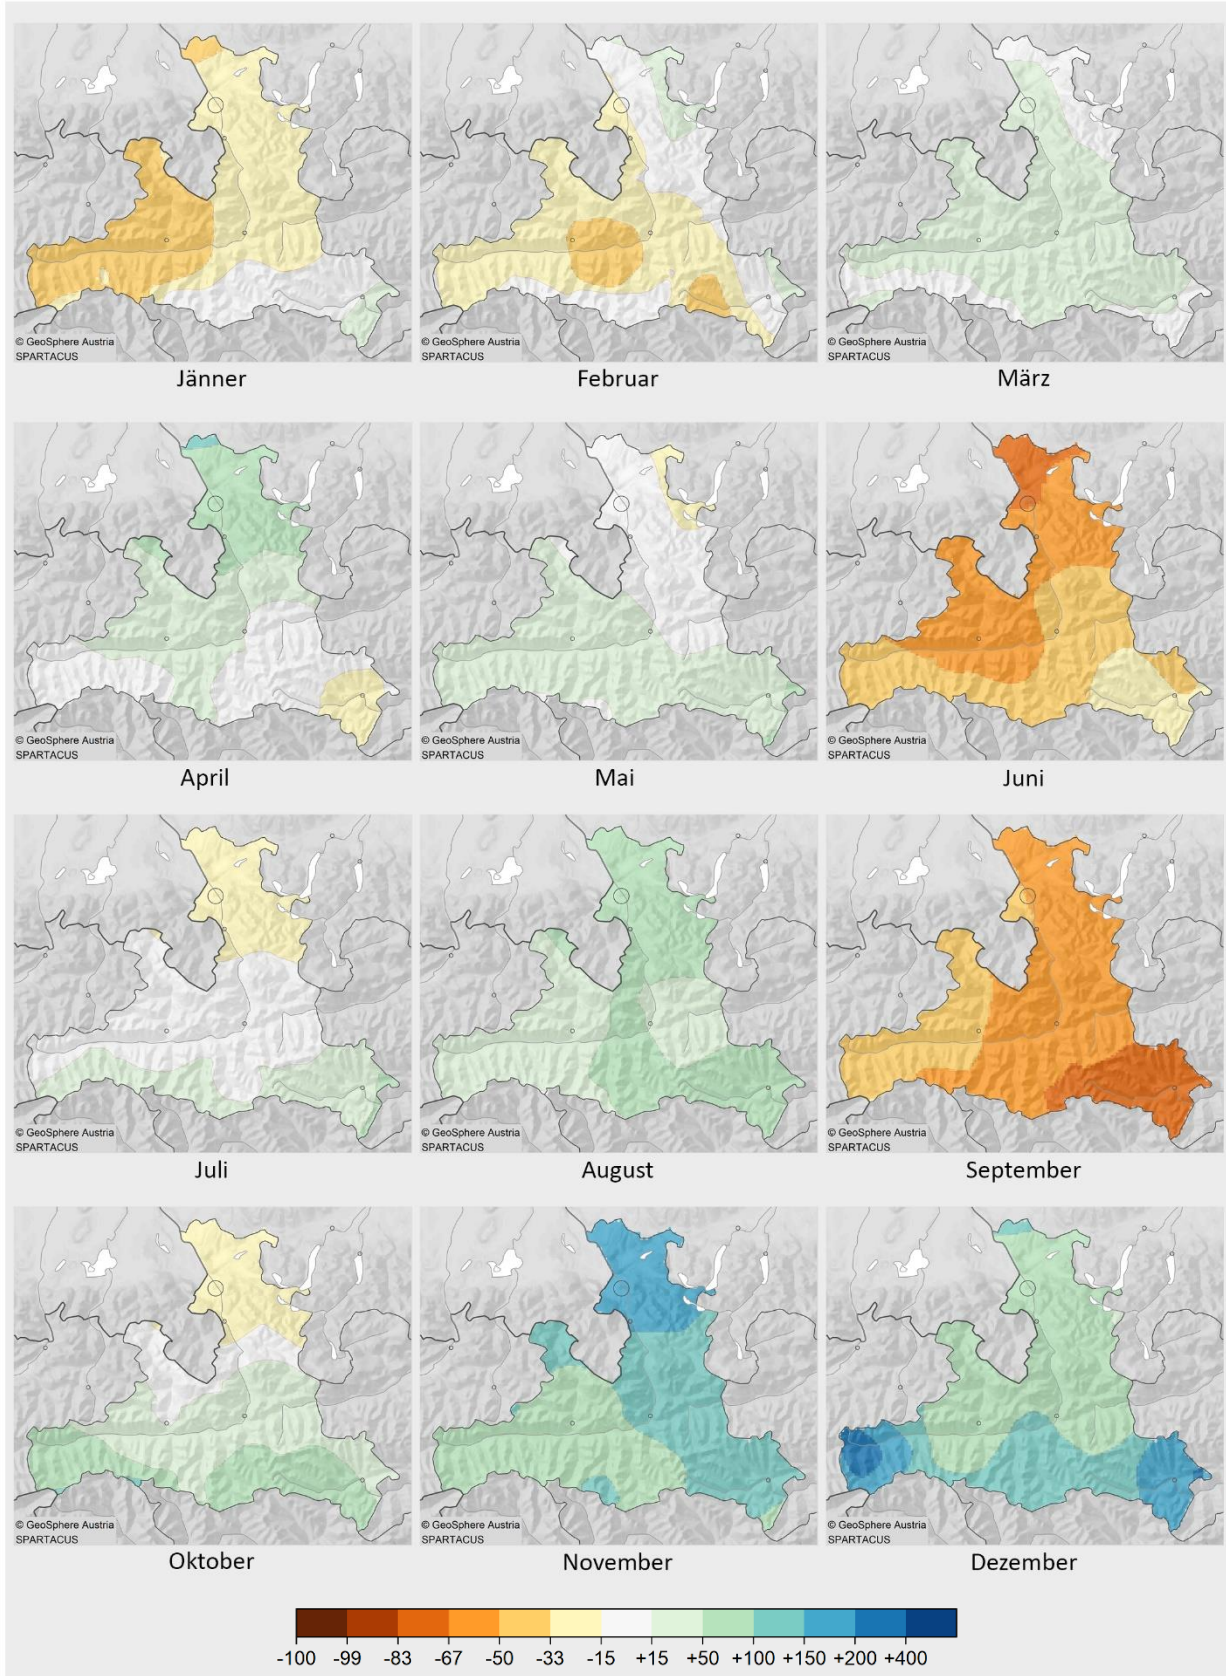 © GeoSphere Austria
SPARTACUS
Jänner
© GeoSphere Austria
SPARTACUS
Februar
© GeoSphere Austria
SPARTACUS
März
© GeoSphere Austria
SPARTACUS
April
© GeoSphere Austria
SPARTACUS
Mai
© GeoSphere Austria
SPARTACUS
Juni
© GeoSphere Austria
SPARTACUS
Juli
© GeoSphere Austria
SPARTACUS
August
© GeoSphere Austria
SPARTACUS
September
© GeoSphere Austria
SPARTACUS
Oktober
© GeoSphere Austria
SPARTACUS
November
© GeoSphere Austria
SPARTACUS
Dezember
-100 -99 -83 -67 -50 -33 -15 +15 +50 +100 +150 +200 +400